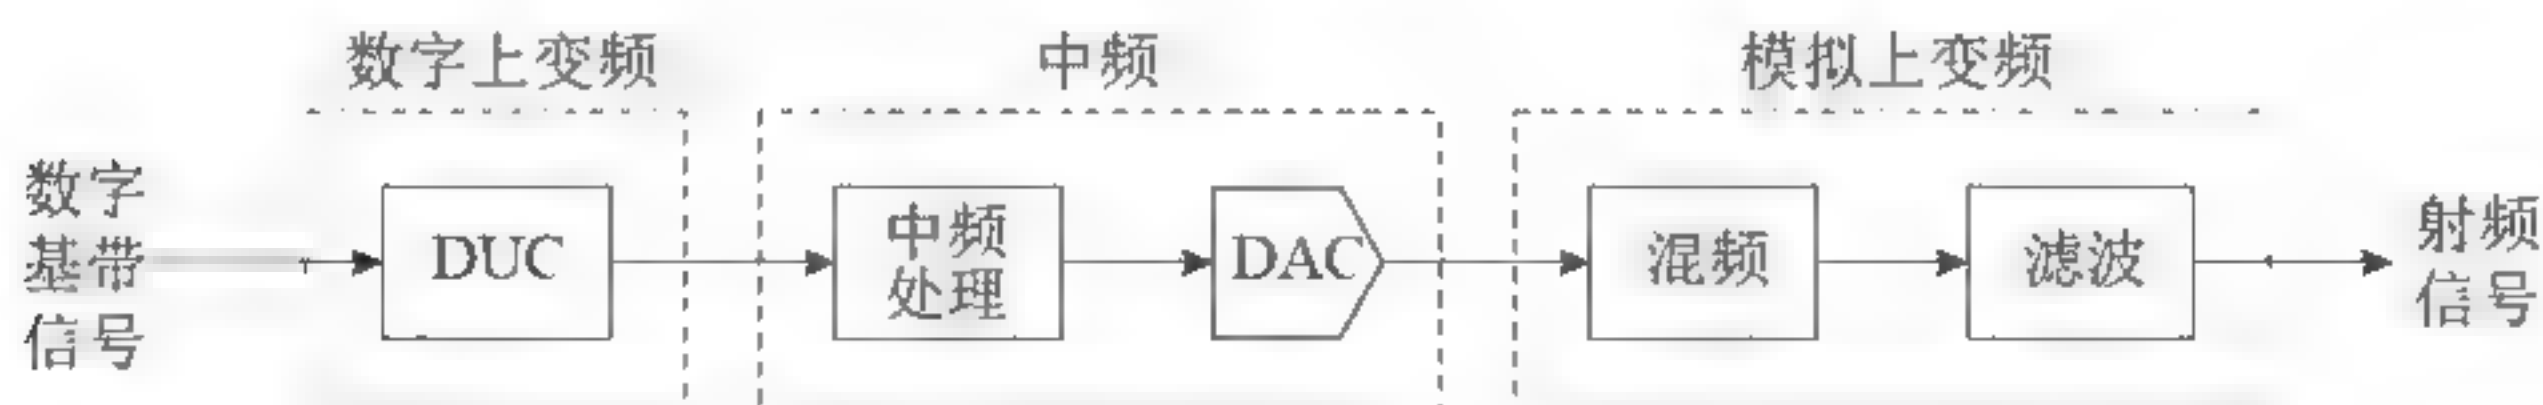 数字上变频
中频
模拟上变频
数字
基带
信号
DUC
中频
处理
DAC
混频
滤波
射频
信号